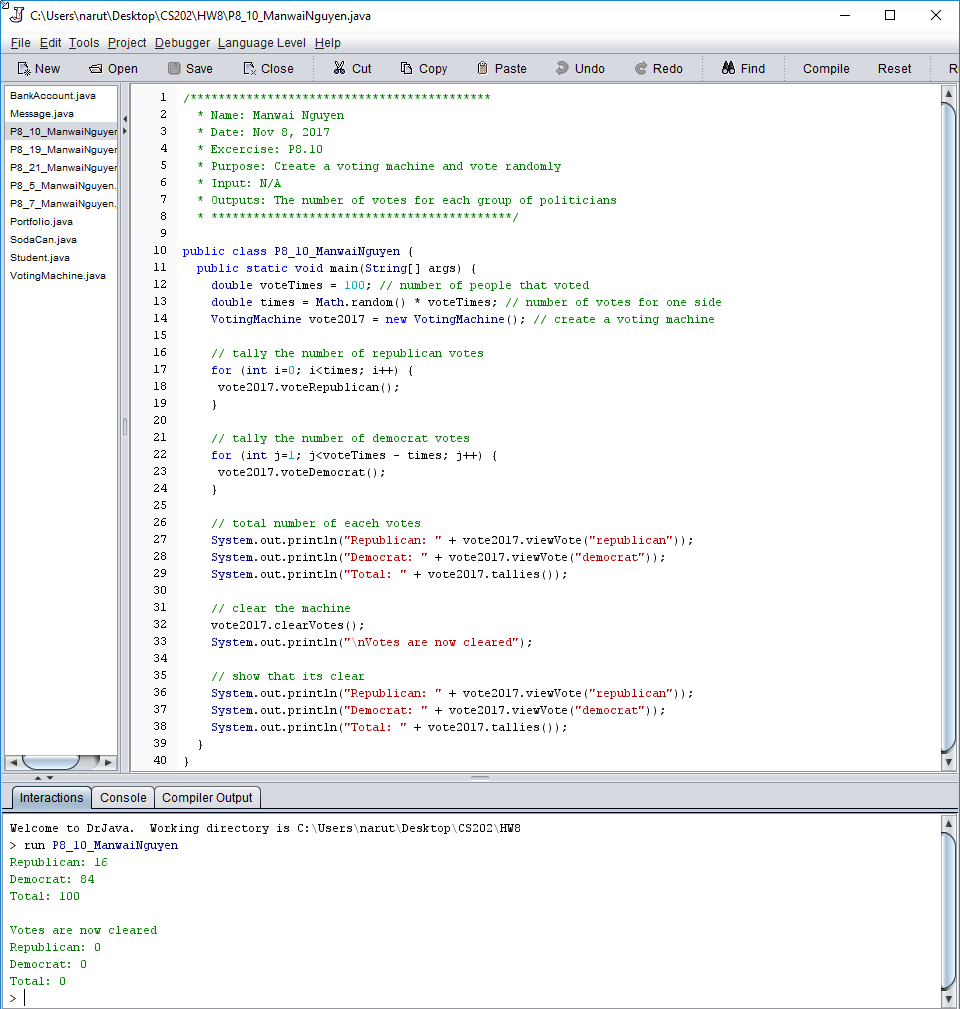 C:\Users\narut\Desktop\CS202\HW8\P8_10_ManwaiNguyen.java
File Edit Tools Project Debugger Language Level Help
New Open Save Close Cut Copy Paste Undo Redo Find Compile Reset R
BankAccount.java
Message.java
P8_10_ManwaiNguyen
P8_19_ManwaiNguyen
P8_21_ManwaiNguyen
P8_5_ManwaiNguyen.
P8_7_ManwaiNguyen.
Portfolio.java
SodaCan.java
Student.java
VotingMachine.java
1 /*******************************************
2 * Name: Manwai Nguyen
3 * Date: Nov 8, 2017
4 * Excercise: P8.10
5 * Purpose: Create a voting machine and vote randomly
6 * Input: N/A
7 * Outputs: The number of votes for each group of politicians
8 * *******************************************/
9
10 public class P8_10_ManwaiNguyen {
11 public static void main(String[] args) {
12 double voteTimes = 100; // number of people that voted
13 double times = Math.random() * voteTimes; // number of votes for one side
14 VotingMachine vote2017 = new VotingMachine(); // create a voting machine
15
16 // tally the number of republican votes
17 for (int i=0; i<times; i++) {
18 vote2017.voteRepublican();
19 }
20
21 // tally the number of democrat votes
22 for (int j=1; j<voteTimes - times; j++) {
23 vote2017.voteDemocrat();
24 }
25
26 // total number of eaceh votes
27 System.out.println("Republican: " + vote2017.viewVote("republican"));
28 System.out.println("Democrat: " + vote2017.viewVote("democrat"));
29 System.out.println("Total: " + vote2017.tallies());
30
31 // clear the machine
32 vote2017.clearVotes();
33 System.out.println("\nVotes are now cleared");
34
35 // show that its clear
36 System.out.println("Republican: " + vote2017.viewVote("republican"));
37 System.out.println("Democrat: " + vote2017.viewVote("democrat"));
38 System.out.println("Total: " + vote2017.tallies());
39 }
40 }
Interactions Console Compiler Output
Welcome to DrJava. Working directory is C:\Users\narut\Desktop\CS202\HW8
> run P8_10_ManwaiNguyen
Republican: 16
Democrat: 84
Total: 100
Votes are now cleared
Republican: 0
Democrat: 0
Total: 0
>